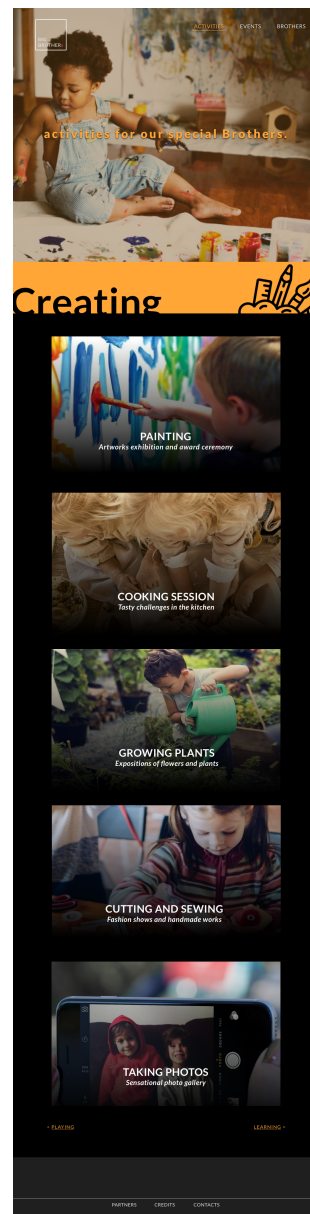 BIG
BROTHER:
ACTIVITIES
EVENTS
BROTHERS
activities for our special Brothers.
Creating
PAINTING
Artworks exhibition and award ceremony
COOKING SESSION
Tasty challenges in the kitchen
GROWING PLANTS
Expositions of flowers and plants
CUTTING AND SEWING
Fashion shows and handmade works
TAKING PHOTOS
Sensational photo gallery
< PLAYING
LEARNING >
PARTNERS
CREDITS
CONTACTS